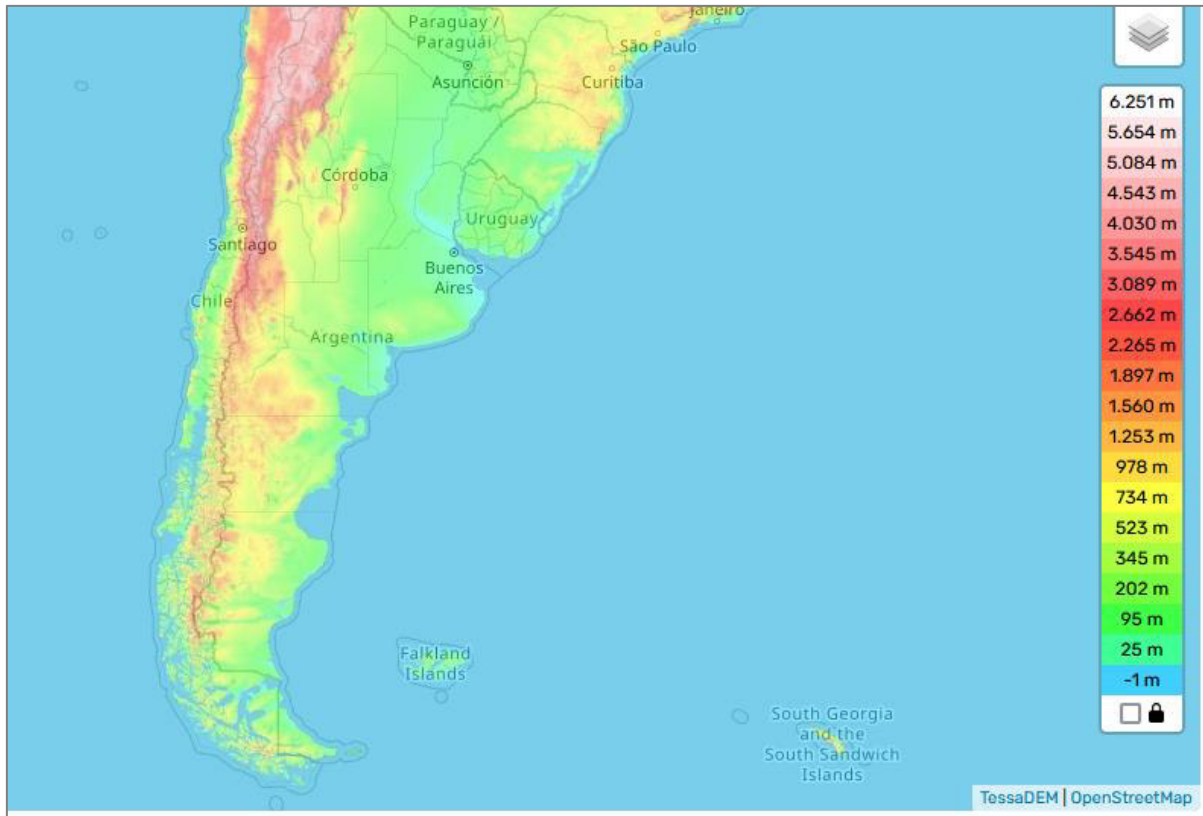 Janeiro
Paraguay /
Paraguái
São Paulo
Asunción
Curitiba
Córdoba
Uruguay
Santiago
Buenos
Aires
Chile
Argentina
Falkland
Islands
South Georgia
and the
South Sandwich
Islands
6.251 m
5.654 m
5.084 m
4.543 m
4.030 m
3.545 m
3.089 m
2.662 m
2.265 m
1.897 m
1.560 m
1.253 m
978 m
734 m
523 m
345 m
202 m
95 m
25 m
-1 m
TessaDEM | OpenStreetMap